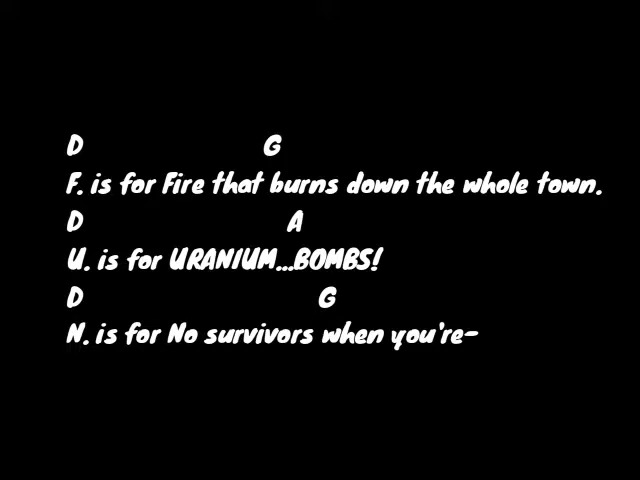 D G
F. is for Fire that burns down the whole town.
D A
U. is for URANIUM...BOMBS!
D G
N. is for No survivors when you're-